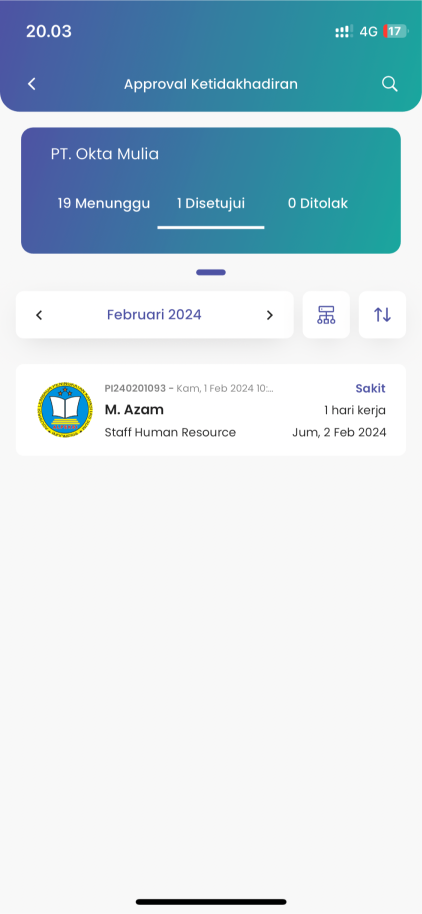 20.03
4G 17
Approval Ketidakhadiran
PT. Okta Mulia
19 Menunggu 1 Disetujui 0 Ditolak
Februari 2024
PI240201093 - Kam, 1 Feb 2024 10:...
Sakit
M. Azam
1 hari kerja
Staff Human Resource
Jum, 2 Feb 2024